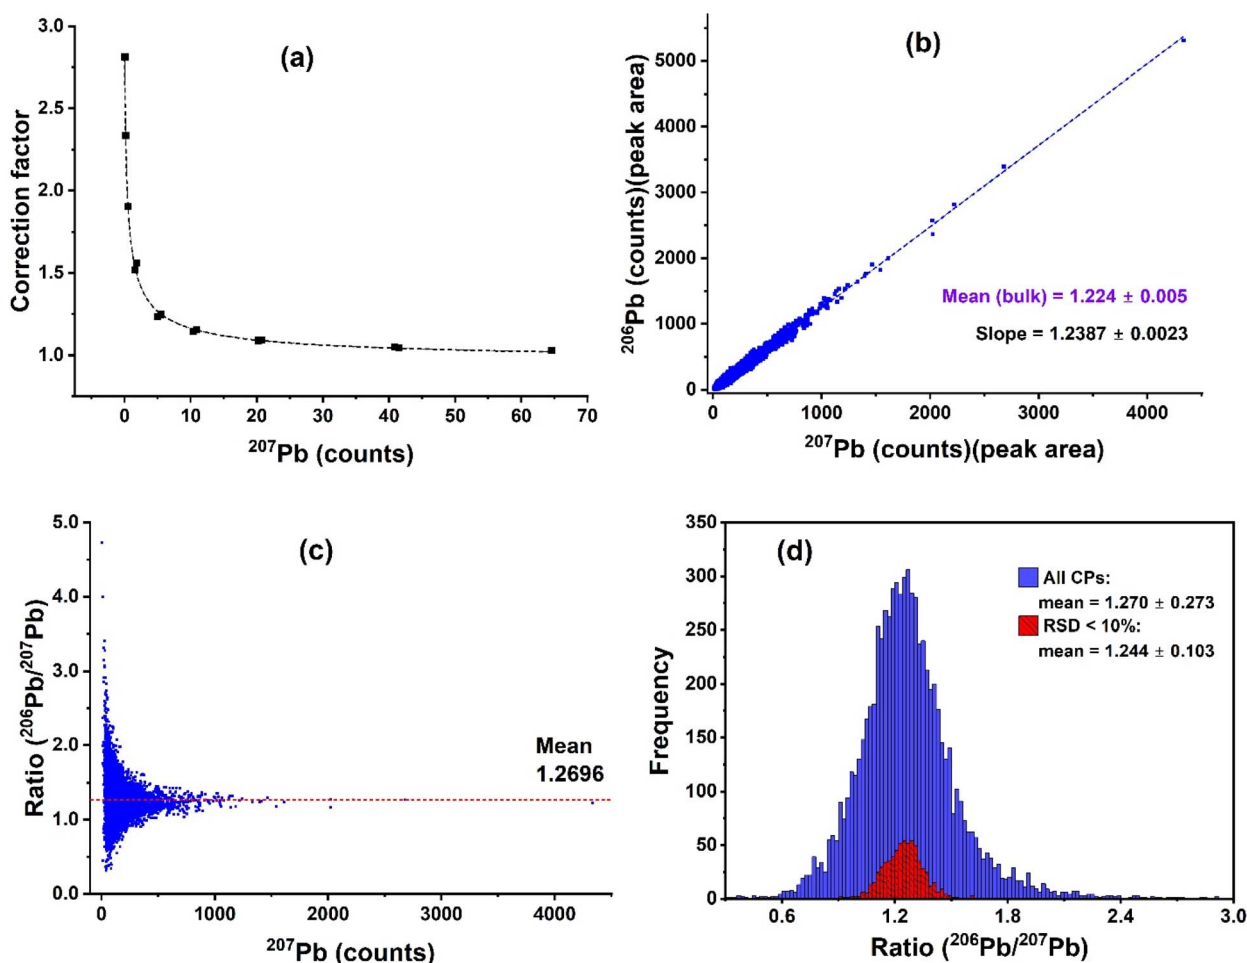 (a)
Correction factor
3.0
2.5
2.0
1.5
1.0
0 10 20 30 40 50 60 70
²⁰⁷Pb (counts)
(b)
²⁰⁶Pb (counts)(peak area)
5000
4000
3000
2000
1000
0
Mean (bulk) = 1.224 ± 0.005
Slope = 1.2387 ± 0.0023
0 1000 2000 3000 4000
²⁰⁷Pb (counts)(peak area)
(c)
Ratio (²⁰⁶Pb/²⁰⁷Pb)
5.0
4.0
3.0
2.0
1.0
0.0
Mean
1.2696
0 1000 2000 3000 4000
²⁰⁷Pb (counts)
(d)
Frequency
350
300
250
200
150
100
50
0
All CPs:
mean = 1.270 ± 0.273
RSD < 10%:
mean = 1.244 ± 0.103
0.6 1.2 1.8 2.4 3.0
Ratio (²⁰⁶Pb/²⁰⁷Pb)